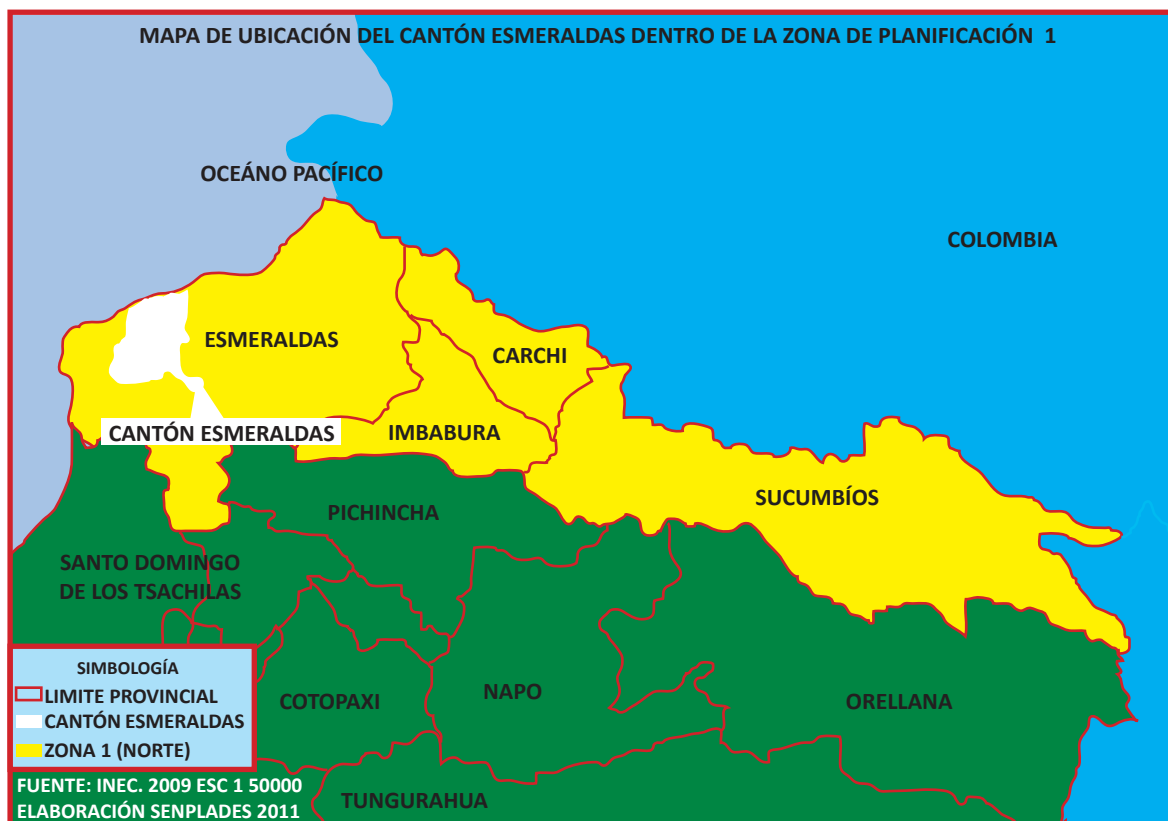 MAPA DE UBICACIÓN DEL CANTÓN ESMERALDAS DENTRO DE LA ZONA DE PLANIFICACIÓN 1
OCEÁNO PACÍFICO
COLOMBIA
ESMERALDAS
CARCHI
CANTÓN ESMERALDAS
IMBABURA
SUCUMBÍOS
PICHINCHA
SANTO DOMINGO
DE LOS TSACHILAS
COTOPAXI
NAPO
ORELLANA
TUNGURAHUA
SIMBOLOGÍA
LIMITE PROVINCIAL
CANTÓN ESMERALDAS
ZONA 1 (NORTE)
FUENTE: INEC. 2009 ESC 1 50000
ELABORACIÓN SENPLADES 2011